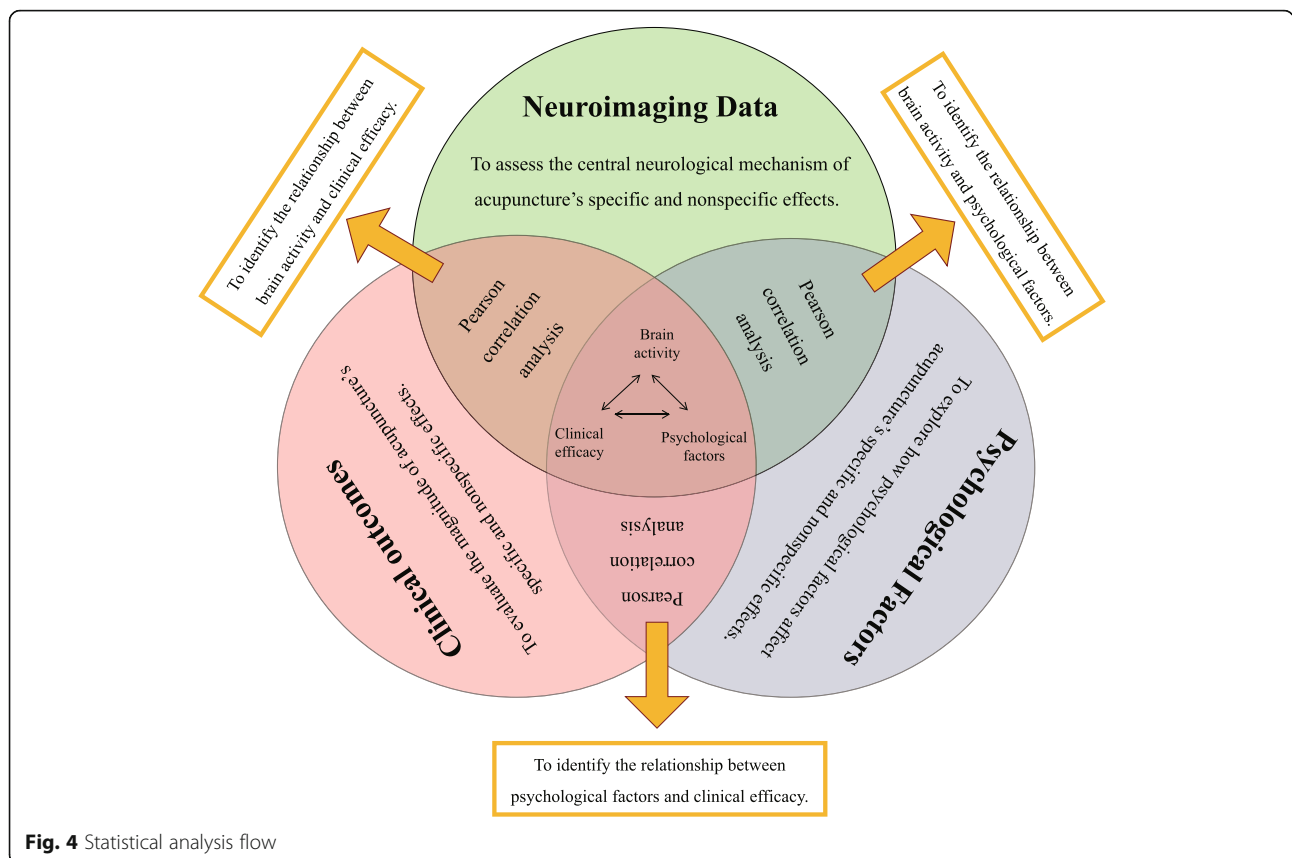 Neuroimaging Data
To assess the central neurological mechanism of
acupuncture's specific and nonspecific effects.
To identify the relationship between
brain activity and clinical efficacy.
To identify the relationship between
brain activity and psychological factors.
Pearson
correlation
analysis
Pearson
correlation
analysis
Brain
activity
Clinical
efficacy
Psychological
factors
Clinical outcomes
To evaluate the magnitude of acupuncture's
specific and nonspecific effects.
Psychological Factors
To explore how psychological factors affect
acupuncture's specific and nonspecific effects.
Pearson
correlation
analysis
To identify the relationship between
psychological factors and clinical efficacy.
Fig. 4 Statistical analysis flow